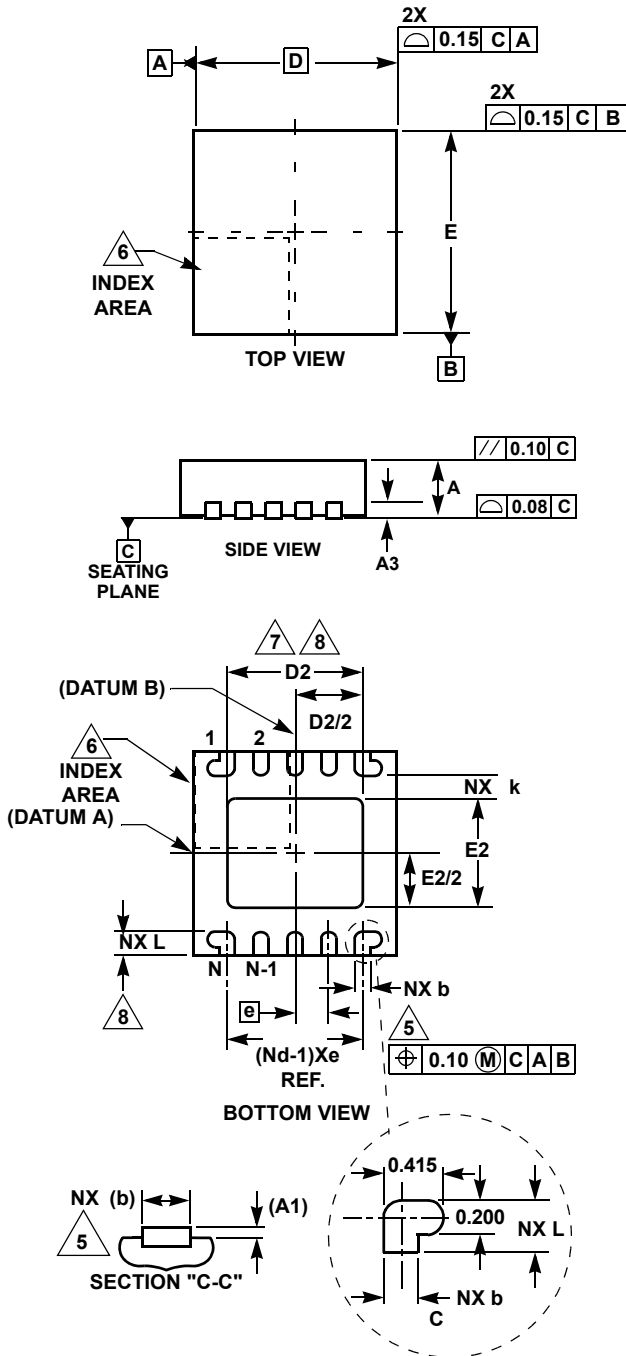 2X
0.15 C A
A
D
2X
0.15 C B
6
INDEX
AREA
E
TOP VIEW
B
// 0.10 C
A
0.08 C
C
SEATING
PLANE
SIDE VIEW
A3
7 8
D2
(DATUM B)
D2/2
6
INDEX
AREA
1 2
(DATUM A)
NX k
E2
E2/2
NX L
N N-1
8
NX b
e
5
(Nd-1)Xe
REF.
⌖ 0.10 Ⓜ C A B
BOTTOM VIEW
NX (b)
(A1)
5
SECTION "C-C"
0.415
0.200
NX L
NX b
C